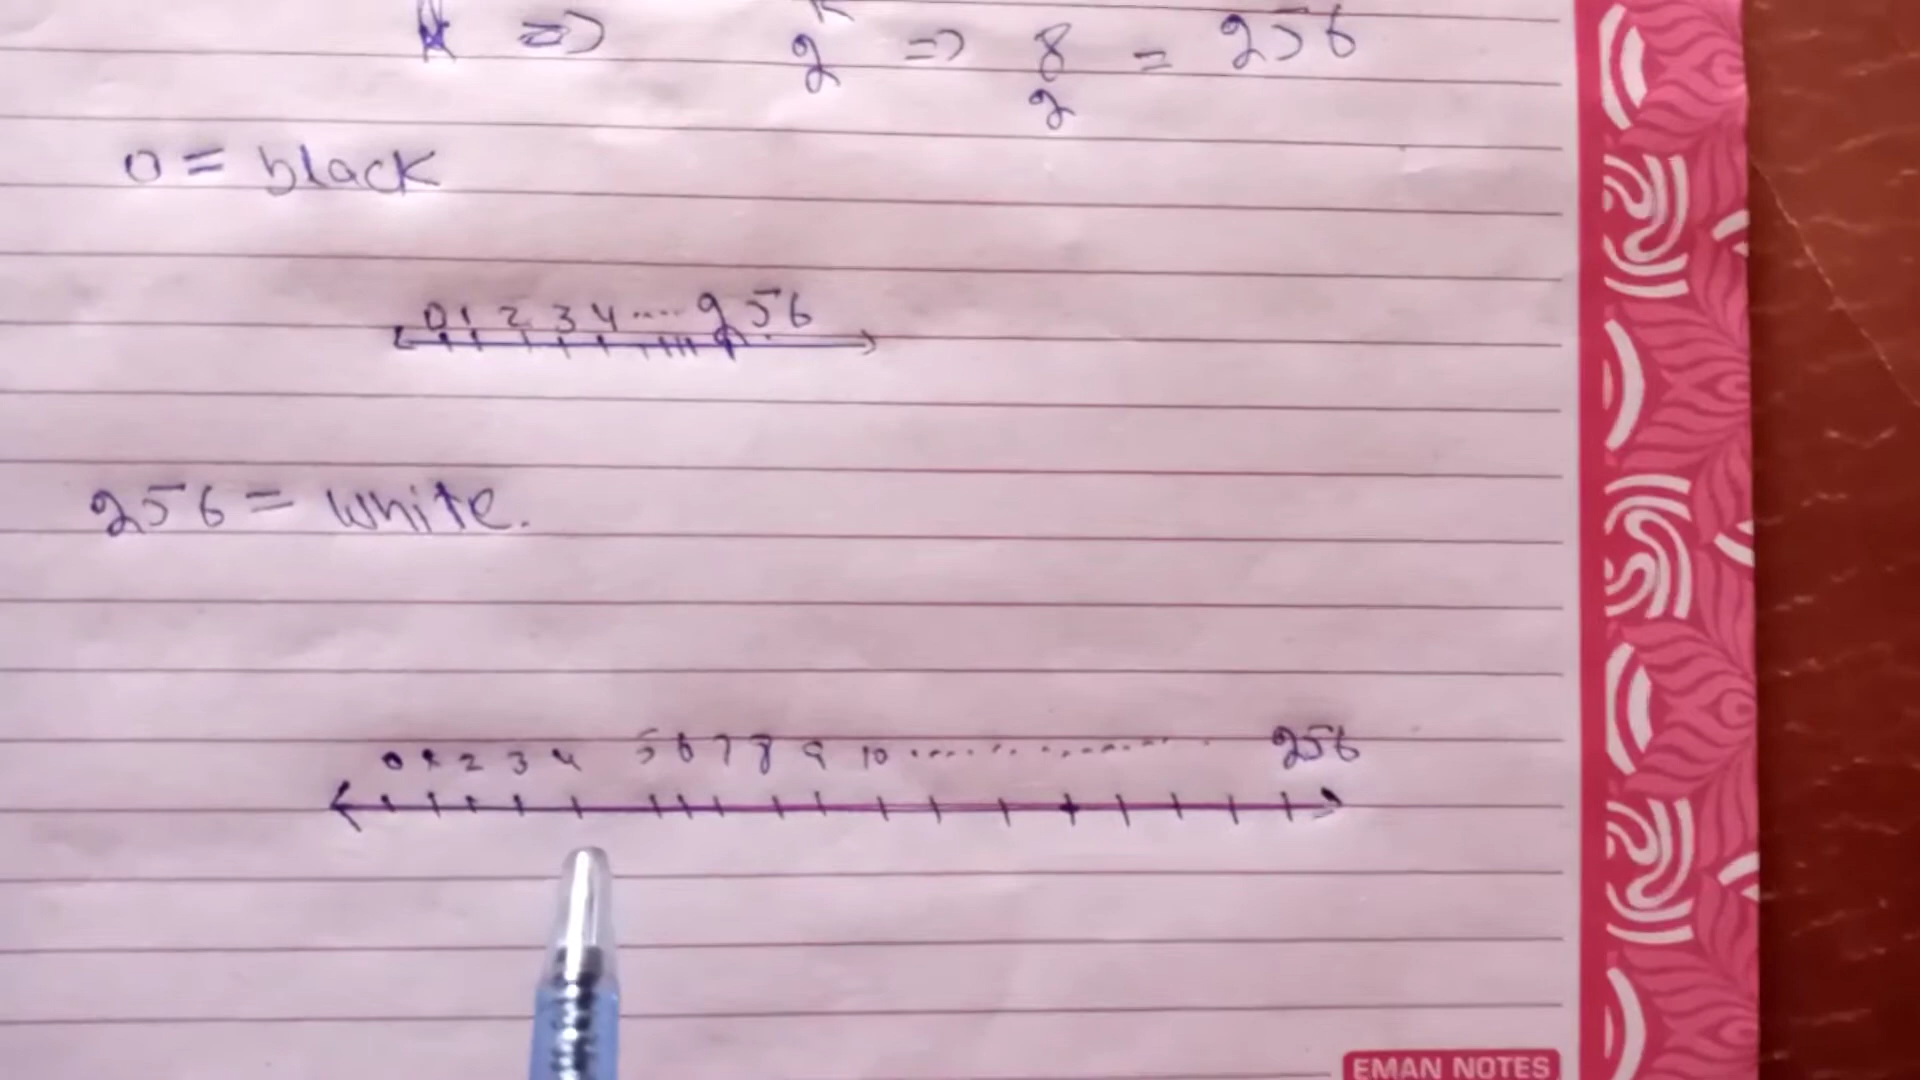 => 2^k => 8 2 = 256
0 = black
0 1 2 3 4 .... 256
256 = white.
0 1 2 3 4 5 6 7 8 9 10 ................ 256
EMAN NOTES